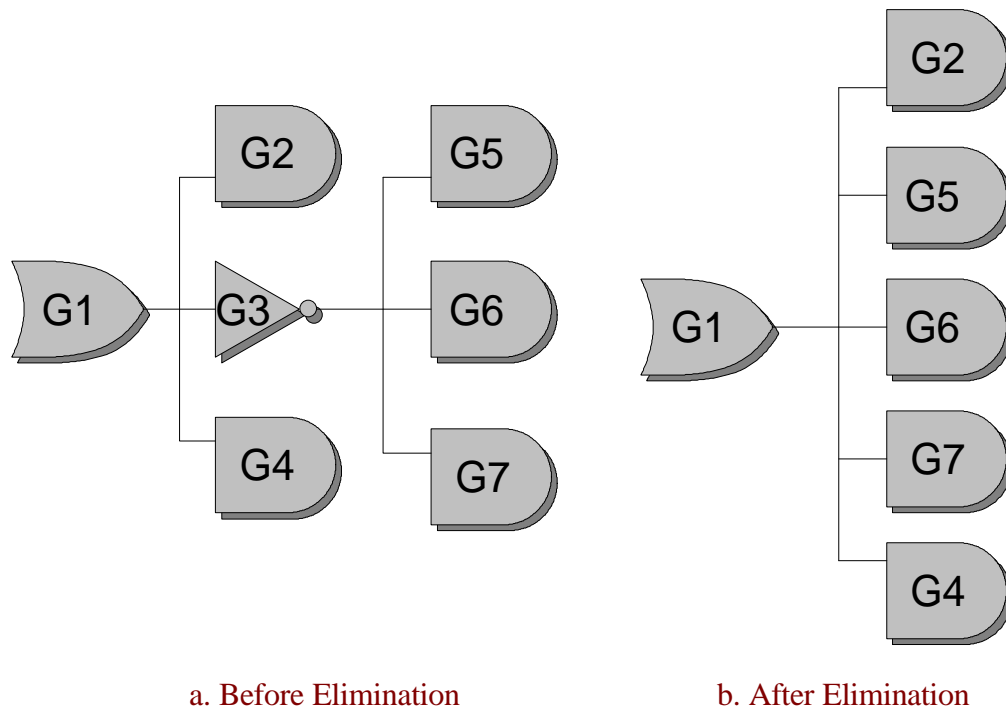 G2
G5
G1
G3
G6
G4
G7
a. Before Elimination
G2
G5
G1
G6
G7
G4
b. After Elimination